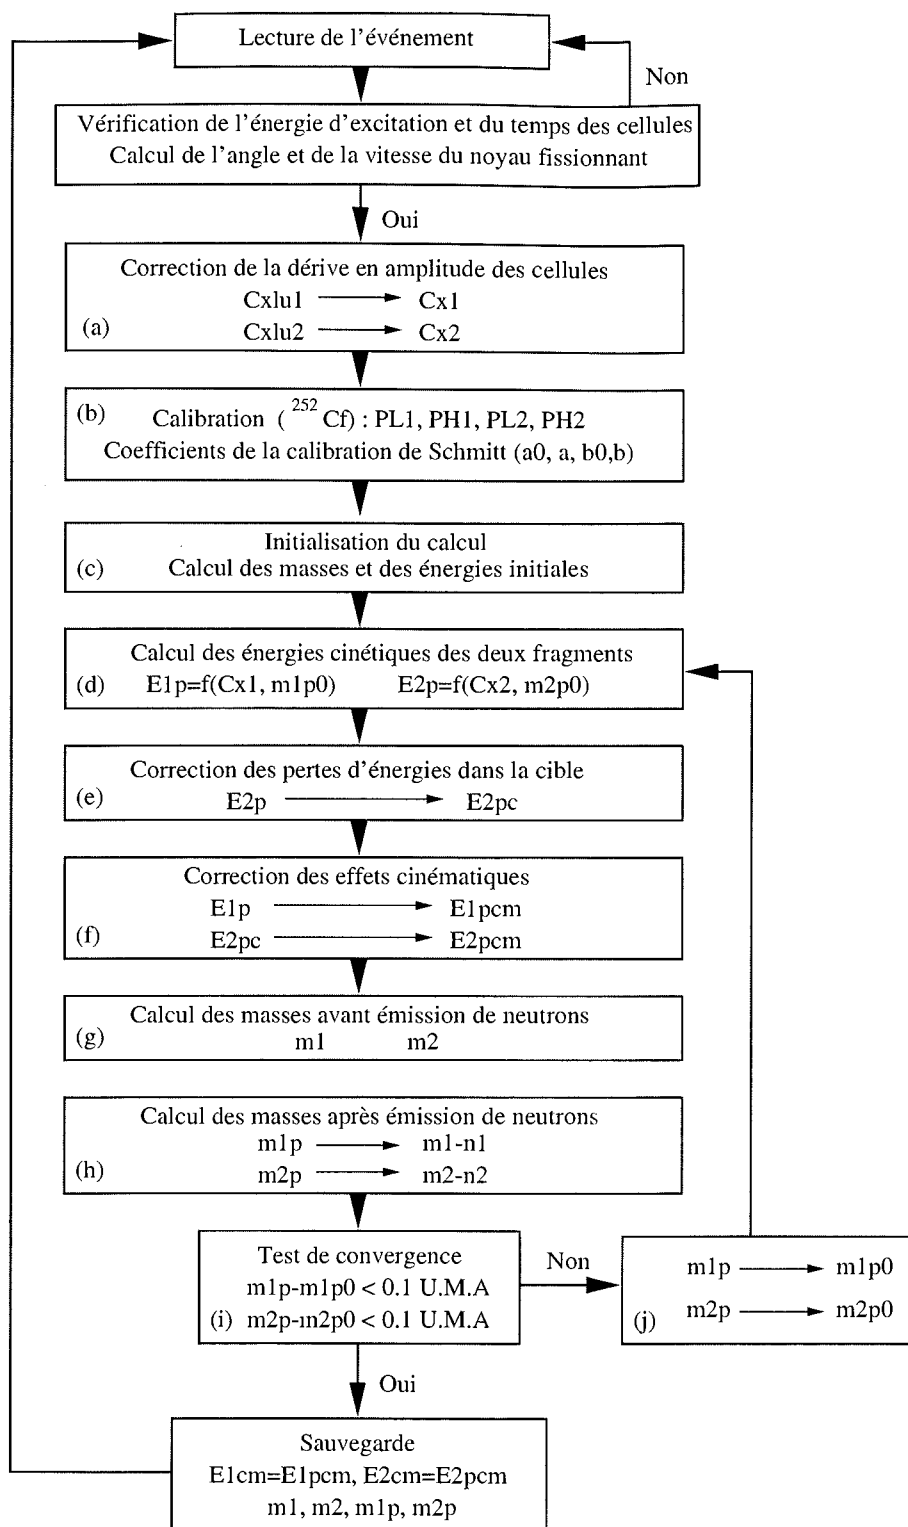 Lecture de l'événement
Non
Vérification de l'énergie d'excitation et du temps des cellules
Calcul de l'angle et de la vitesse du noyau fissionnant
Oui
Correction de la dérive en amplitude des cellules
Cxlu1 → Cx1
(a) Cxlu2 → Cx2
(b) Calibration (²⁵²Cf) : PL1, PH1, PL2, PH2
Coefficients de la calibration de Schmitt (a0, a, b0,b)
Initialisation du calcul
(c) Calcul des masses et des énergies initiales
Calcul des énergies cinétiques des deux fragments
(d) E1p=f(Cx1, m1p0) E2p=f(Cx2, m2p0)
Correction des pertes d'énergies dans la cible
(e) E2p → E2pc
Correction des effets cinématiques
E1p → E1pcm
(f) E2pc → E2pcm
Calcul des masses avant émission de neutrons
(g) m1 m2
Calcul des masses après émission de neutrons
m1p → m1-n1
(h) m2p → m2-n2
Test de convergence
m1p-m1p0 < 0.1 U.M.A
(i) m2p-m2p0 < 0.1 U.M.A
Non
m1p → m1p0
(j) m2p → m2p0
Oui
Sauvegarde
E1cm=E1pcm, E2cm=E2pcm
m1, m2, m1p, m2p